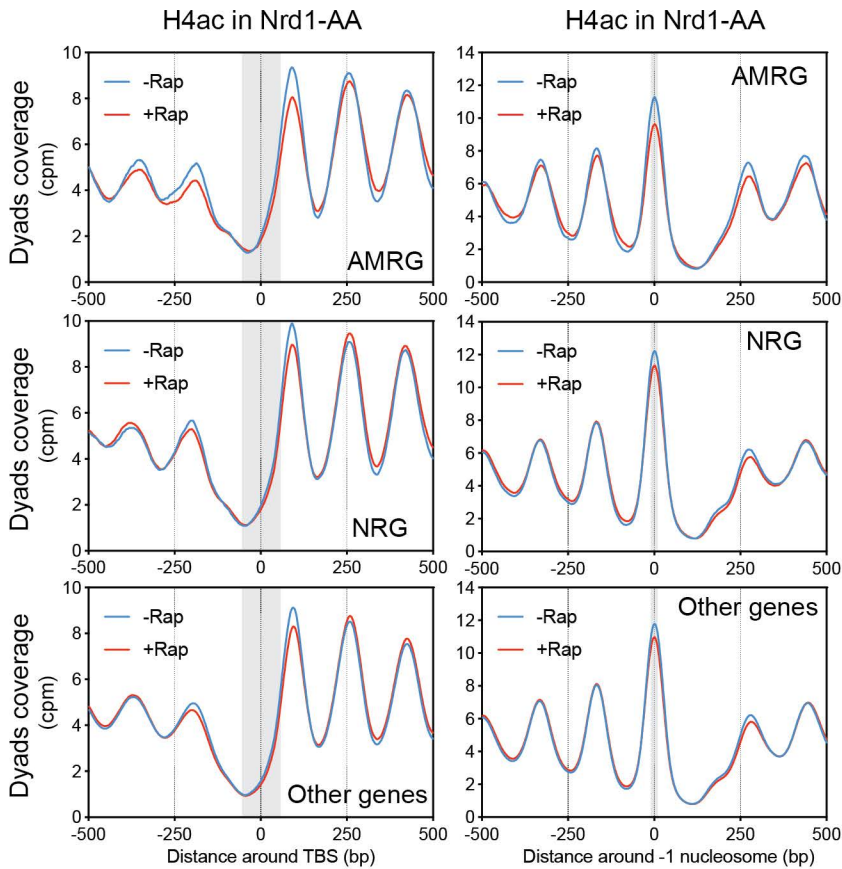 H4ac in Nrd1-AA
H4ac in Nrd1-AA
Dyads coverage
(cpm)
10
8
6
4
2
0
-Rap
+Rap
AMRG
-500
-250
0
250
500
14
12
10
8
6
4
2
0
-Rap
+Rap
AMRG
-500
-250
0
250
500
Dyads coverage
(cpm)
10
8
6
4
2
0
-Rap
+Rap
NRG
-500
-250
0
250
500
14
12
10
8
6
4
2
0
-Rap
+Rap
NRG
-500
-250
0
250
500
Dyads coverage
(cpm)
10
8
6
4
2
0
-Rap
+Rap
Other genes
-500
-250
0
250
500
Distance around TBS (bp)
14
12
10
8
6
4
2
0
-Rap
+Rap
Other genes
-500
-250
0
250
500
Distance around -1 nucleosome (bp)